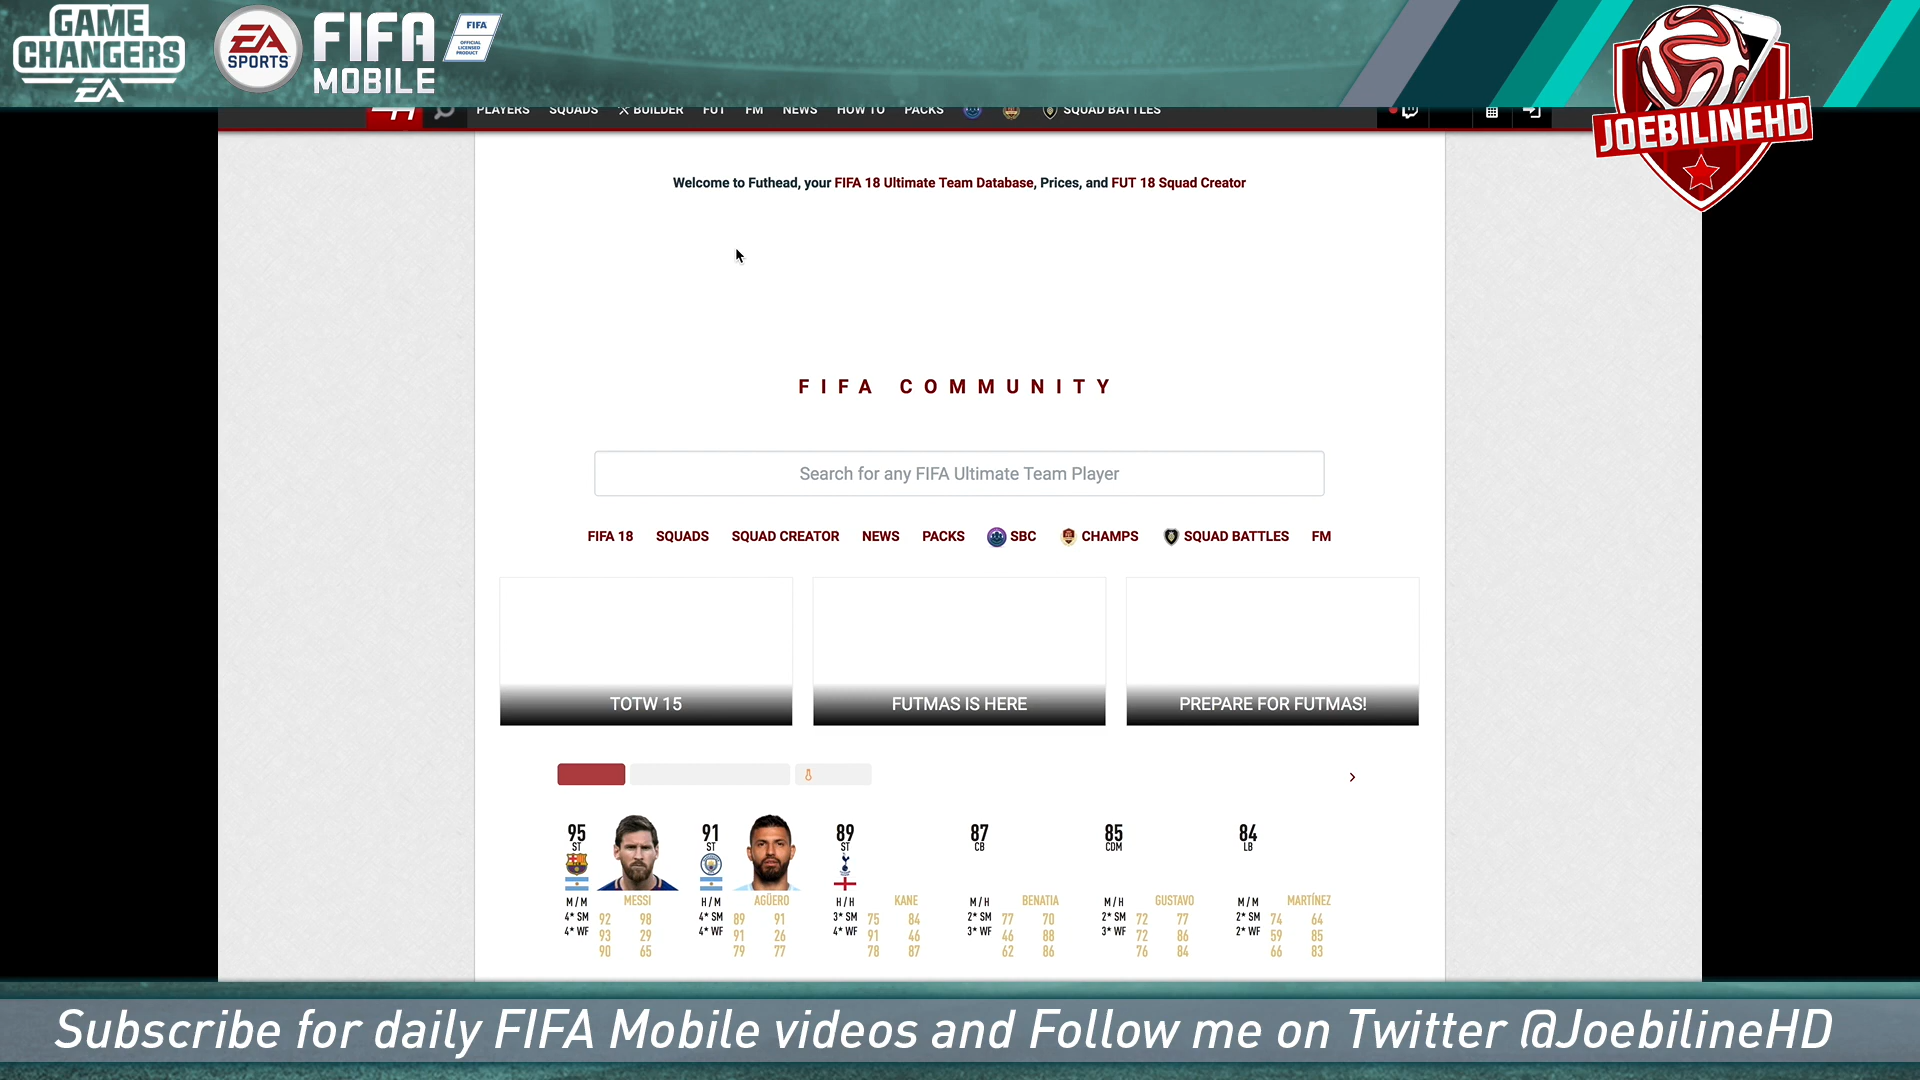 GAME
CHANGERS
EA
EA
SPORTS
FIFA
MOBILE
FIFA
OFFICIAL
LICENSED
PRODUCT
JOEBILINEHD
PLAYERS SQUADS BUILDER FUT FM NEWS HOW TO PACKS SQUAD BATTLES
Welcome to Futhead, your FIFA 18 Ultimate Team Database, Prices, and FUT 18 Squad Creator
FIFA COMMUNITY
Search for any FIFA Ultimate Team Player
FIFA 18 SQUADS SQUAD CREATOR NEWS PACKS SBC CHAMPS SQUAD BATTLES FM
TOTW 15 FUTMAS IS HERE PREPARE FOR FUTMAS!
95 91 89 87 85 84
ST ST ST CB CDM LB
M / M MESSI H / M AGÜERO H / H KANE M / H BENATIA M / H GUSTAVO M / M MARTÍNEZ
4* SM 92 98 4* SM 89 91 3* SM 75 84 2* SM 77 70 2* SM 72 77 2* SM 74 64
4* WF 93 29 4* WF 91 26 4* WF 91 46 3* WF 46 88 3* WF 72 86 2* WF 59 85
90 65 79 77 78 87 62 86 76 84 66 83
Subscribe for daily FIFA Mobile videos and Follow me on Twitter @JoebilineHD